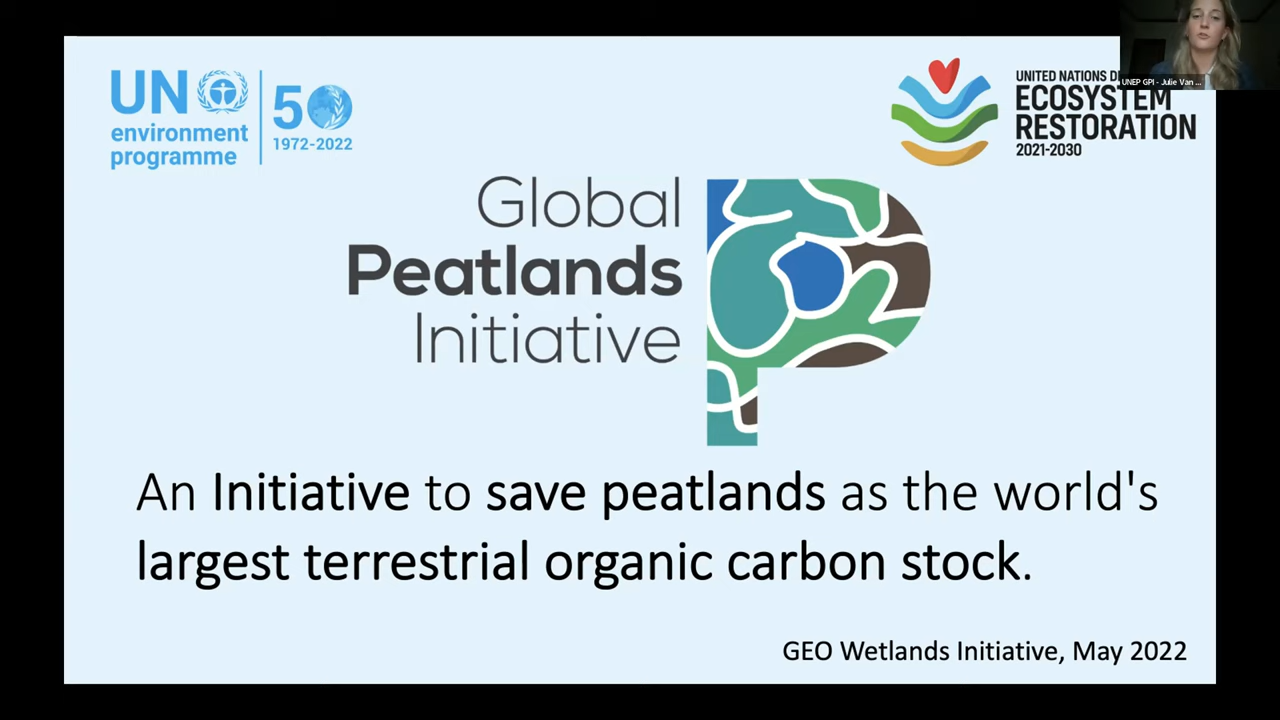 UN
environment
programme
50
1972-2022
UNITED NATIONS
ECOSYSTEM
RESTORATION
2021-2030
UNEP GPI - Julie Van ...
Global
Peatlands
Initiative
An Initiative to save peatlands as the world's
largest terrestrial organic carbon stock.
GEO Wetlands Initiative, May 2022